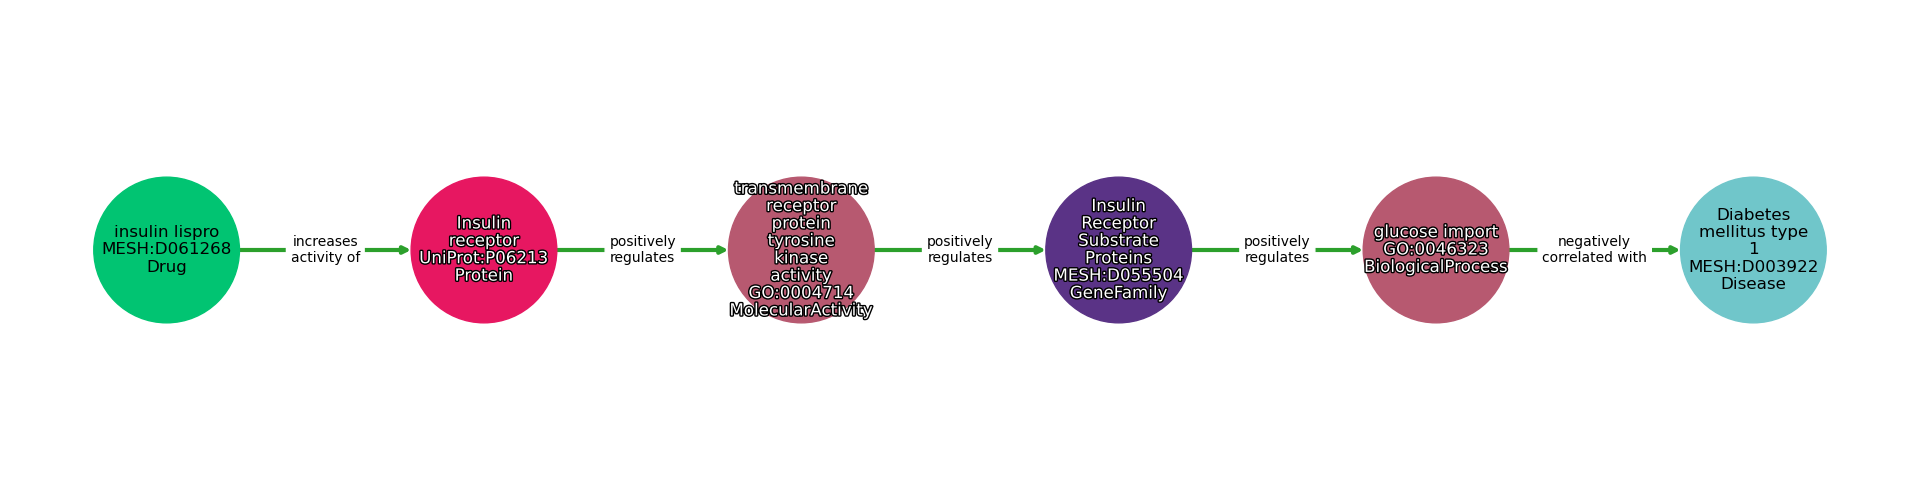 insulin lispro
MESH:D061268
Drug
increases
activity of
Insulin
receptor
UniProt:P06213
Protein
positively
regulates
transmembrane
receptor
protein
tyrosine
kinase
activity
GO:0004714
MolecularActivity
positively
regulates
Insulin
Receptor
Substrate
Proteins
MESH:D055504
GeneFamily
positively
regulates
glucose import
GO:0046323
BiologicalProcess
negatively
correlated with
Diabetes
mellitus type
1
MESH:D003922
Disease